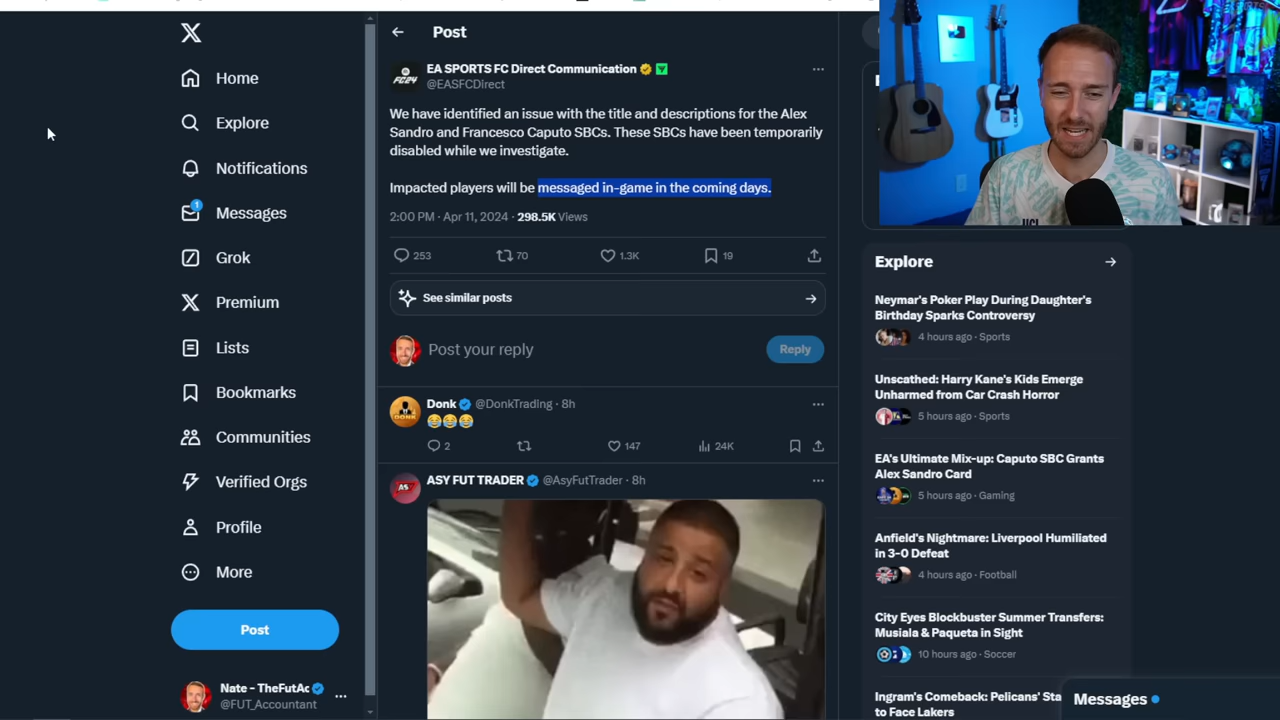 Home
Explore
Notifications
1
Messages
Grok
Premium
Lists
Bookmarks
Communities
Verified Orgs
Profile
More
Post
Nate - TheFutAc
@FUT_Accountant
Post
FC24
EA SPORTS FC Direct Communication
@EASFCDirect
We have identified an issue with the title and descriptions for the Alex
Sandro and Francesco Caputo SBCs. These SBCs have been temporarily
disabled while we investigate.
Impacted players will be messaged in-game in the coming days.
2:00 PM · Apr 11, 2024 · 298.5K Views
253 70 1.3K 19
See similar posts
Post your reply
Reply
DONK
Donk @DonkTrading · 8h
😂😂😂
2 147 24K
ASY
ASY FUT TRADER @AsyFutTrader · 8h
Explore
Neymar's Poker Play During Daughter's
Birthday Sparks Controversy
4 hours ago · Sports
Unscathed: Harry Kane's Kids Emerge
Unharmed from Car Crash Horror
5 hours ago · Sports
EA's Ultimate Mix-up: Caputo SBC Grants
Alex Sandro Card
5 hours ago · Gaming
Anfield's Nightmare: Liverpool Humiliated
in 3-0 Defeat
4 hours ago · Football
City Eyes Blockbuster Summer Transfers:
Musiala & Paqueta in Sight
10 hours ago · Soccer
Ingram's Comeback: Pelicans' Sta
to Face Lakers
Messages